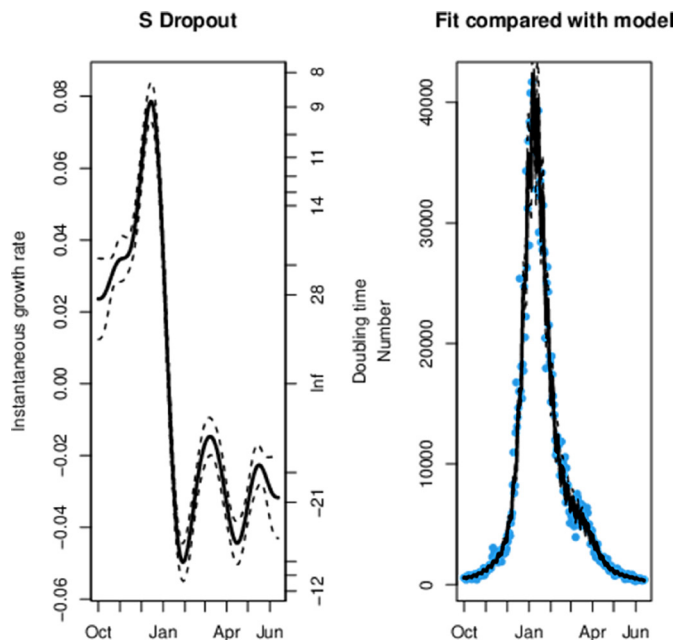 S Dropout
Instantaneous growth rate
0.08
0.06
0.04
0.02
0.00
−0.02
−0.04
−0.06
8
9
11
14
28
Inf
−21
−12
Doubling time
Oct
Jan
Apr
Jun
Fit compared with model
Number
40000
30000
20000
10000
0
Oct
Jan
Apr
Jun